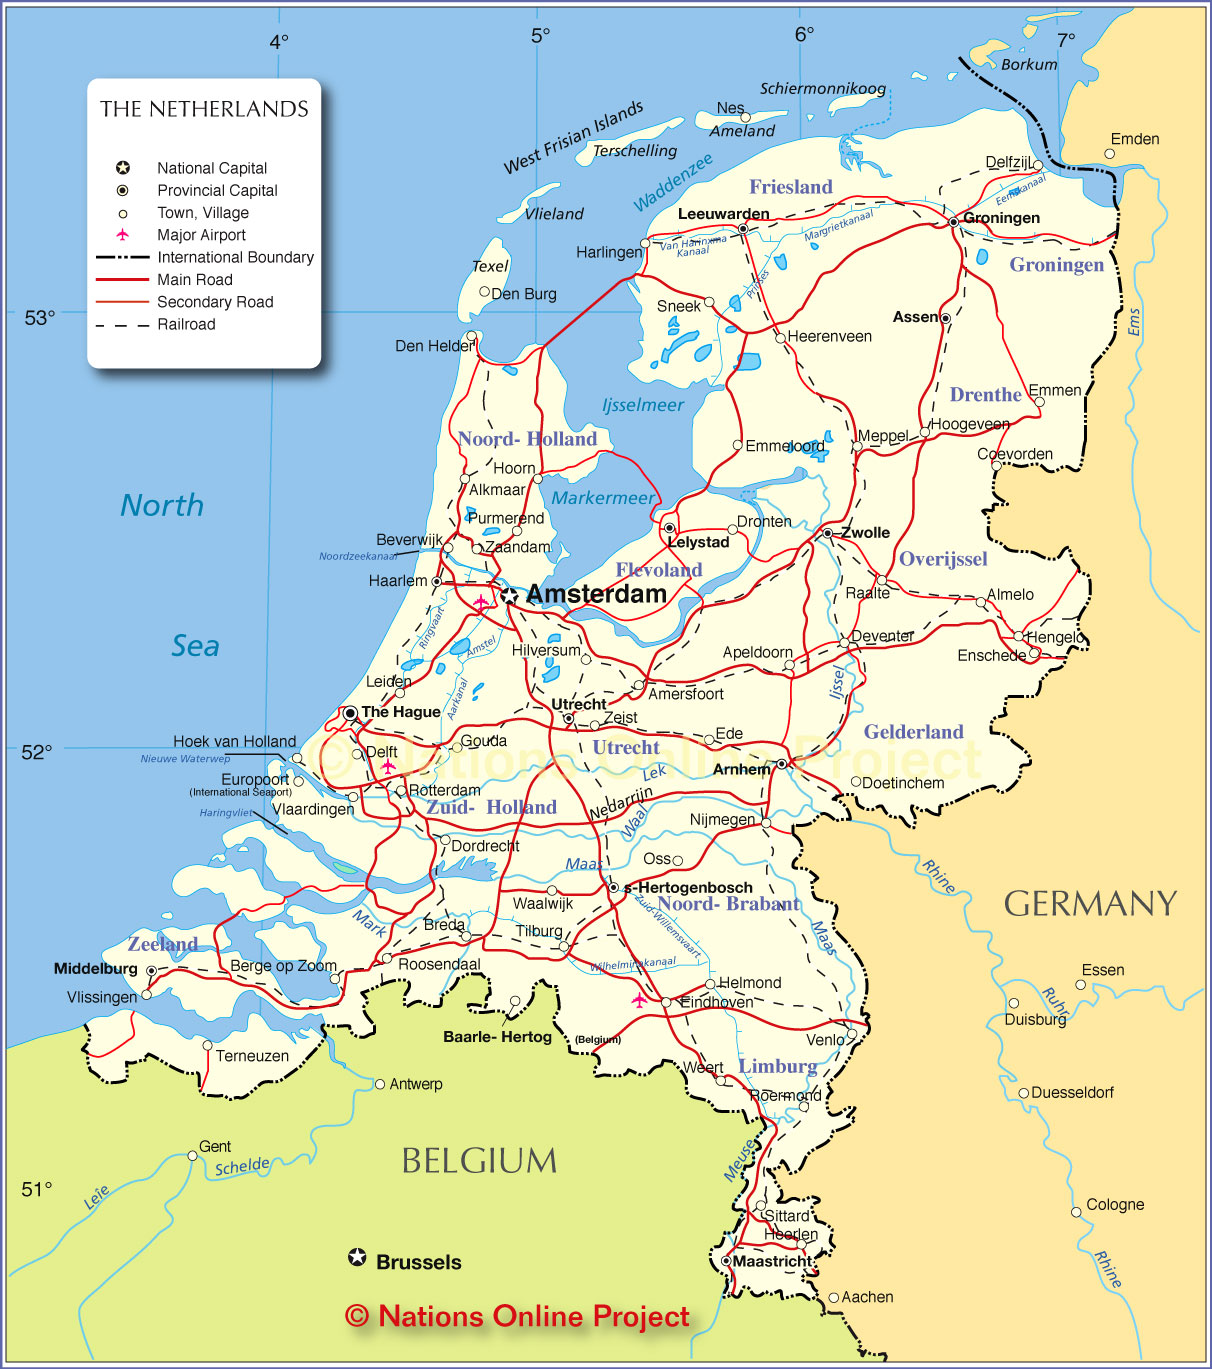 4°
5°
6°
7°
THE NETHERLANDS
National Capital
Provincial Capital
Town, Village
Major Airport
International Boundary
Main Road
Secondary Road
Railroad
Borkum
Schiermonnikoog
Nes
Ameland
West Frisian Islands
Terschelling
Emden
Delfzijl
Waddenzee
Friesland
Eemskanaal
Vlieland
Leeuwarden
Groningen
Margrietkanaal
Van Harinxma
Kanaal
Harlingen
Groningen
Texel
Prinses
Den Burg
Sneek
53°
Assen
Ems
Den Helder
Heerenveen
Drenthe
Emmen
Ijsselmeer
Noord- Holland
Emmeloord
Meppel
Hoogeveen
Coevorden
Hoorn
Alkmaar
Markermeer
North
Purmerend
Dronten
Beverwijk
Zaandam
Lelystad
Zwolle
Noordzeekanaal
Overijssel
Flevoland
Haarlem
Amsterdam
Raalte
Almelo
Sea
Ringvaart
Amstel
Hilversum
Deventer
Hengelo
Apeldoorn
Enschede
Leiden
Aarkanal
Amersfoort
Ijssel
The Hague
Utrecht
Zeist
Ede
Gelderland
Hoek van Holland
Gouda
Utrecht
52°
Nieuwe Waterwep
Delft
© Nations Online Project
Lek
Arnhem
Europoort
(International Seaport)
Rotterdam
Doetinchem
Vlaardingen
Zuid- Holland
Nedarrijn
Haringvliet
Waal
Nijmegen
Dordrecht
Maas
Oss
Rhine
s-Hertogenbosch
Waalwijk
Noord- Brabant
GERMANY
Mark
Breda
Tilburg
Zuid-Willemsvaart
Maas
Zeeland
Middelburg
Berge op Zoom
Roosendaal
Wilhelminakanaal
Essen
Helmond
Vlissingen
Eindhoven
Ruhr
Duisburg
Baarle- Hertog
(Belgium)
Venlo
Terneuzen
Weert
Limburg
Antwerp
Roermond
Duesseldorf
Gent
Schelde
BELGIUM
Meuse
51°
Leie
Cologne
Sittard
Heerlen
Brussels
Maastricht
Rhine
Aachen
© Nations Online Project